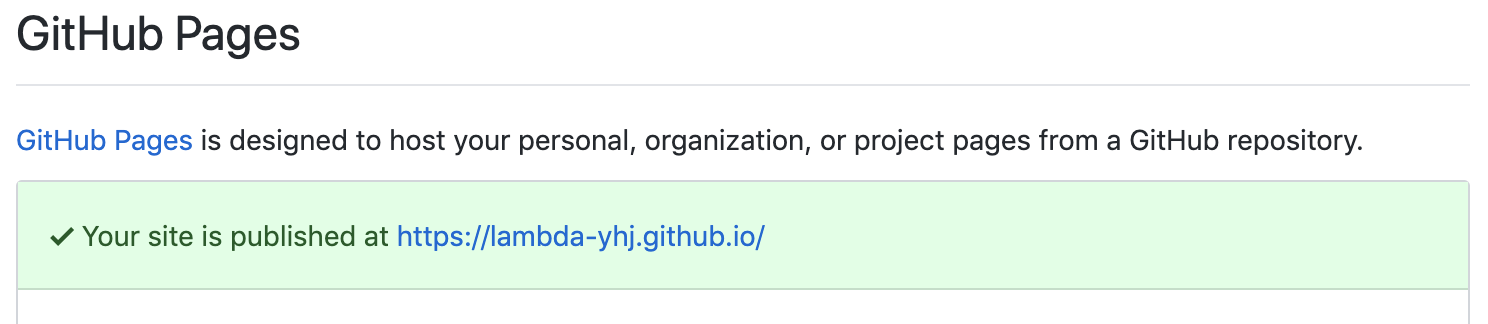 GitHub Pages
GitHub Pages is designed to host your personal, organization, or project pages from a GitHub repository.
✓ Your site is published at https://lambda-yhj.github.io/